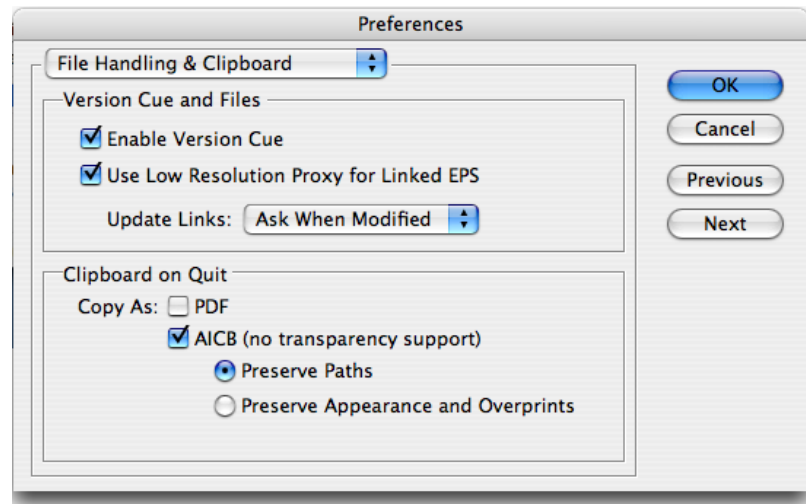 Preferences
File Handling & Clipboard
OK
Version Cue and Files
Enable Version Cue
Cancel
Use Low Resolution Proxy for Linked EPS
Previous
Update Links: Ask When Modified
Next
Clipboard on Quit
Copy As: PDF
AICB (no transparency support)
Preserve Paths
Preserve Appearance and Overprints